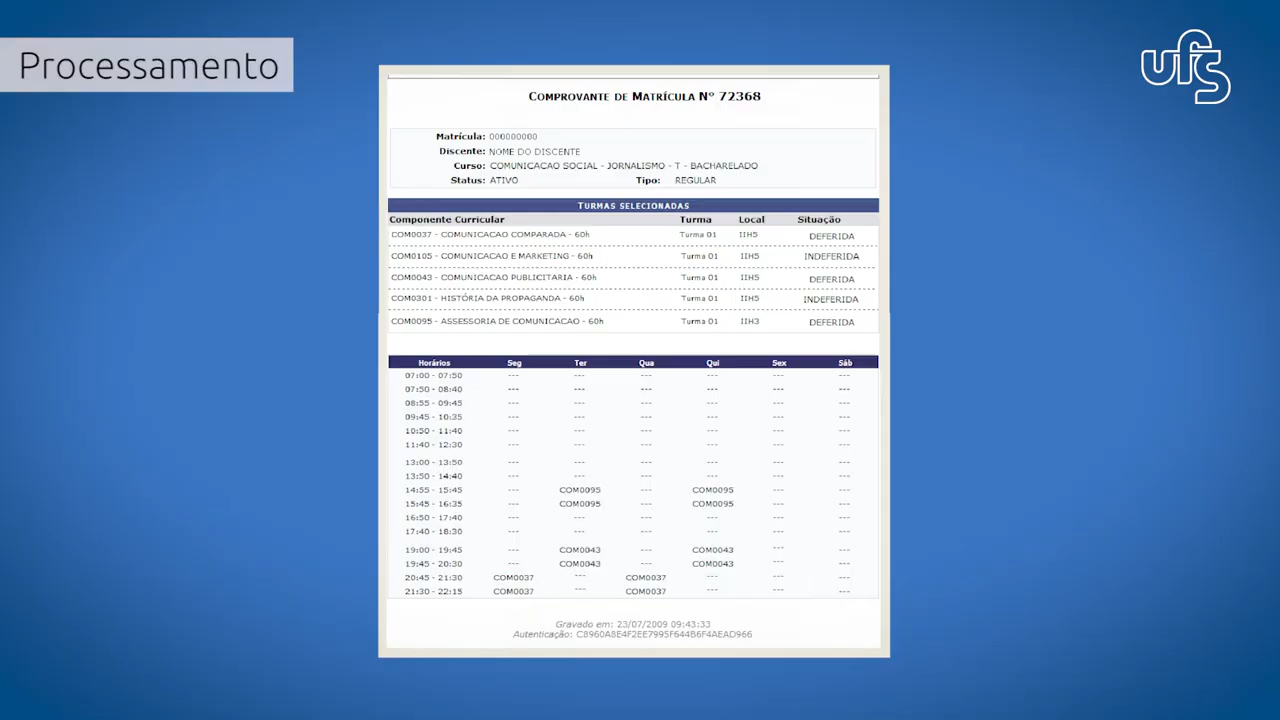 Processamento
ufs
COMPROVANTE DE MATRÍCULA Nº 72368
Matrícula: 000000000
Discente: NOME DO DISCENTE
Curso: COMUNICACAO SOCIAL - JORNALISMO - T - BACHARELADO
Status: ATIVO Tipo: REGULAR
TURMAS SELECIONADAS
Componente Curricular Turma Local Situação
COM0037 - COMUNICACAO COMPARADA - 60h Turma 01 IIH5 DEFERIDA
COM0105 - COMUNICACAO E MARKETING - 60h Turma 01 IIH5 INDEFERIDA
COM0043 - COMUNICACAO PUBLICITARIA - 60h Turma 01 IIH5 DEFERIDA
COM0301 - HISTÓRIA DA PROPAGANDA - 60h Turma 01 IIH5 INDEFERIDA
COM0095 - ASSESSORIA DE COMUNICACAO - 60h Turma 01 IIH3 DEFERIDA
Horários Seg Ter Qua Qui Sex Sáb
07:00 - 07:50 --- --- --- --- --- ---
07:50 - 08:40 --- --- --- --- --- ---
08:55 - 09:45 --- --- --- --- --- ---
09:45 - 10:35 --- --- --- --- --- ---
10:50 - 11:40 --- --- --- --- --- ---
11:40 - 12:30 --- --- --- --- --- ---
13:00 - 13:50 --- --- --- --- --- ---
13:50 - 14:40 --- --- --- --- --- ---
14:55 - 15:45 --- COM0095 --- COM0095 --- ---
15:45 - 16:35 --- COM0095 --- COM0095 --- ---
16:50 - 17:40 --- --- --- --- --- ---
17:40 - 18:30 --- --- --- --- --- ---
19:00 - 19:45 --- COM0043 --- COM0043 --- ---
19:45 - 20:30 --- COM0043 --- COM0043 --- ---
20:45 - 21:30 COM0037 --- COM0037 --- --- ---
21:30 - 22:15 COM0037 --- COM0037 --- --- ---
Gravado em: 23/07/2009 09:43:33
Autenticação: C8960A8E4F2EE7995F644B6F4AEAD966